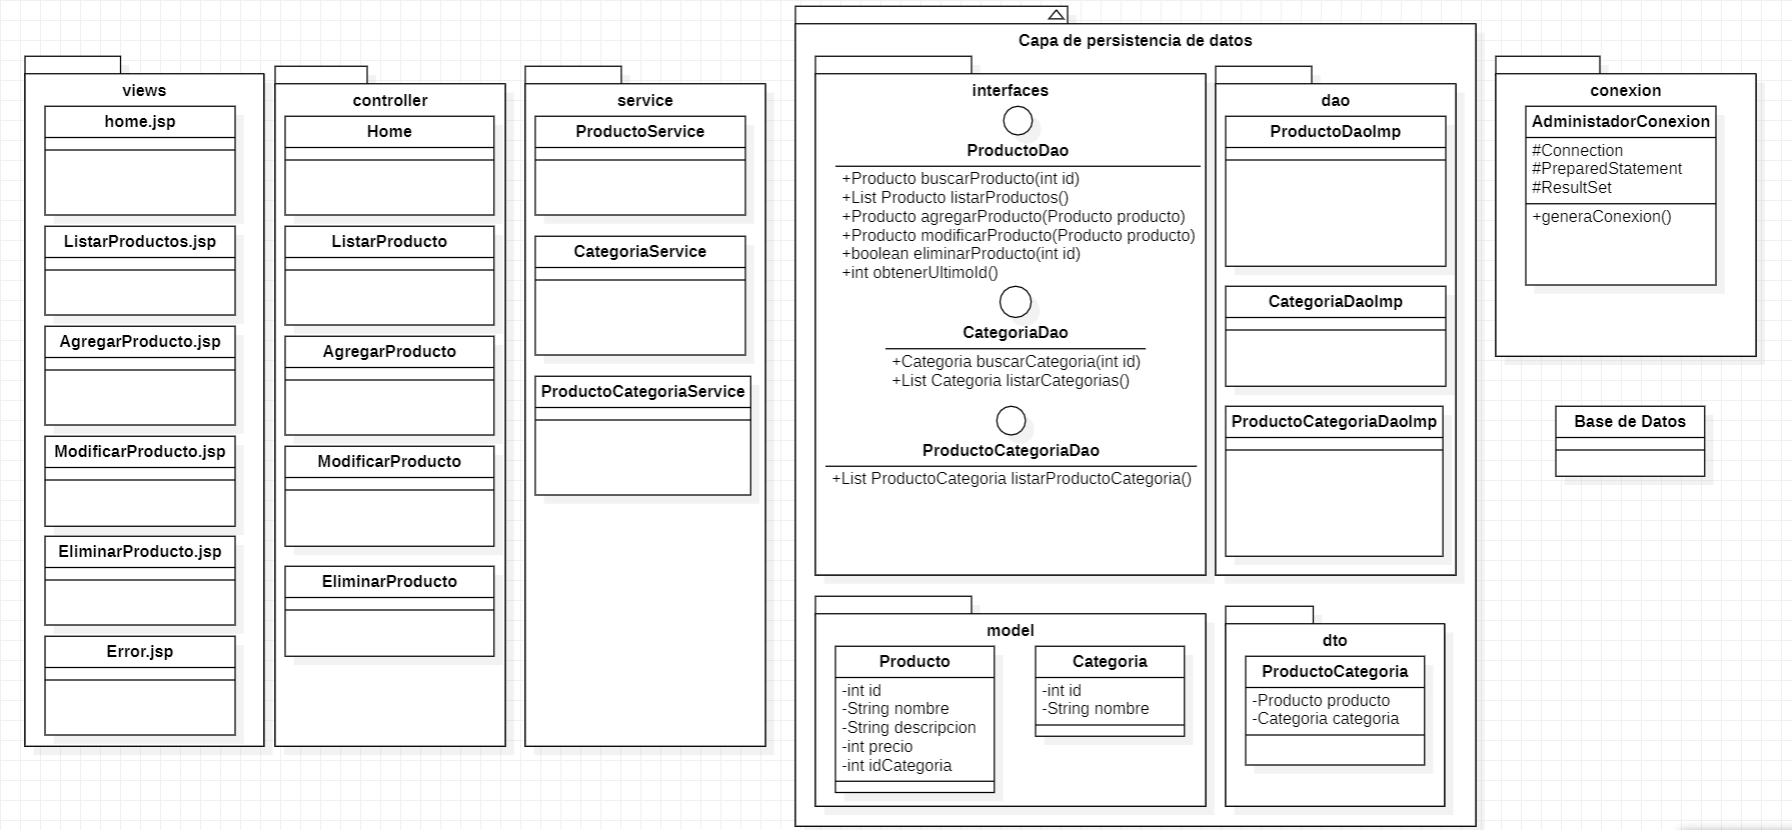 views
home.jsp
ListarProductos.jsp
AgregarProducto.jsp
ModificarProducto.jsp
EliminarProducto.jsp
Error.jsp
controller
Home
ListarProducto
AgregarProducto
ModificarProducto
EliminarProducto
service
ProductoService
CategoriaService
ProductoCategoriaService
Capa de persistencia de datos
interfaces
ProductoDao
+Producto buscarProducto(int id)
+List Producto listarProductos()
+Producto agregarProducto(Producto producto)
+Producto modificarProducto(Producto producto)
+boolean eliminarProducto(int id)
+int obtenerUltimoId()
CategoriaDao
+Categoria buscarCategoria(int id)
+List Categoria listarCategorias()
ProductoCategoriaDao
+List ProductoCategoria listarProductoCategoria()
dao
ProductoDaoImp
CategoriaDaoImp
ProductoCategoriaDaoImp
model
Producto
-int id
-String nombre
-String descripcion
-int precio
-int idCategoria
Categoria
-int id
-String nombre
dto
ProductoCategoria
-Producto producto
-Categoria categoria
conexion
AdministadorConexion
#Connection
#PreparedStatement
#ResultSet
+generaConexion()
Base de Datos